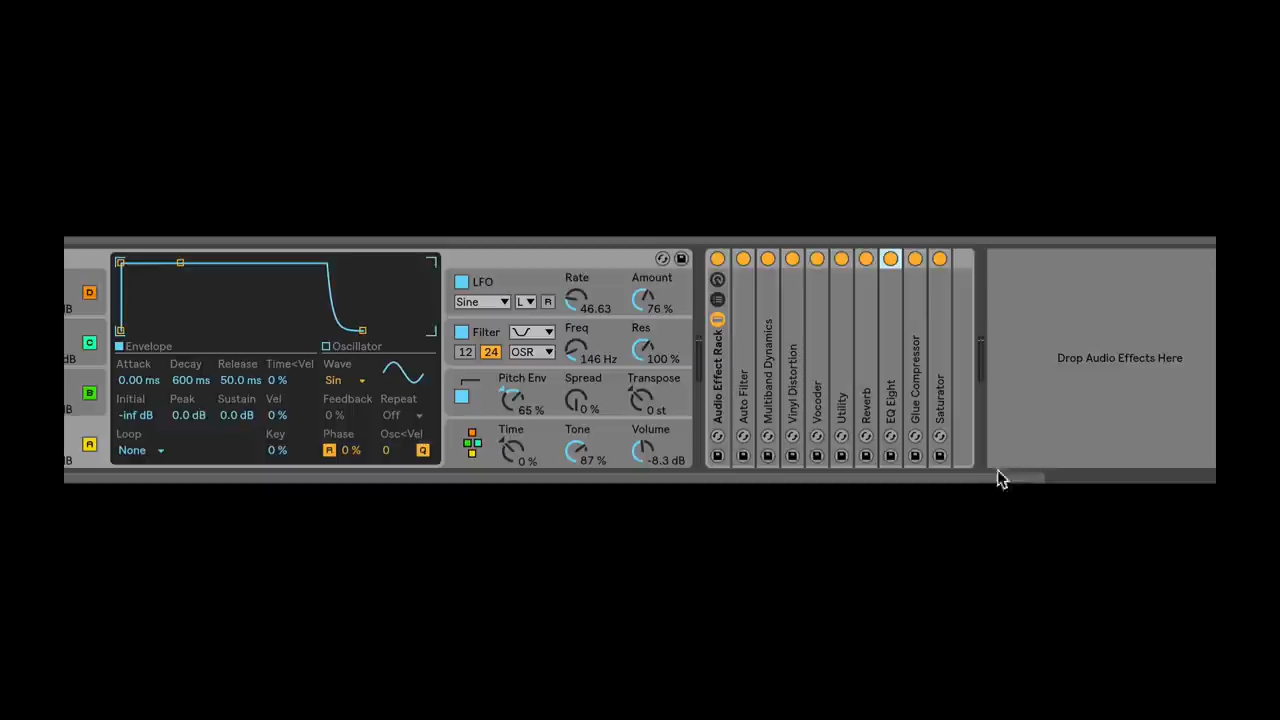 D
B
C
dB
B
A
B
Envelope
Oscillator
Attack Decay Release Time<Vel Wave
0.00 ms 600 ms 50.0 ms 0 % Sin
Initial Peak Sustain Vel Feedback Repeat
-inf dB 0.0 dB 0.0 dB 0 % 0 % Off
Loop Key Phase Osc<Vel
None 0 % R 0 % 0 Q
LFO Rate Amount
Sine L R 46.63 76 %
Filter Freq Res
12 24 OSR 146 Hz 100 %
Pitch Env Spread Transpose
65 % 0 % 0 st
Time Tone Volume
0 % 87 % -8.3 dB
Audio Effect Rack
Auto Filter
Multiband Dynamics
Vinyl Distortion
Vocoder
Utility
Reverb
EQ Eight
Glue Compressor
Saturator
Drop Audio Effects Here